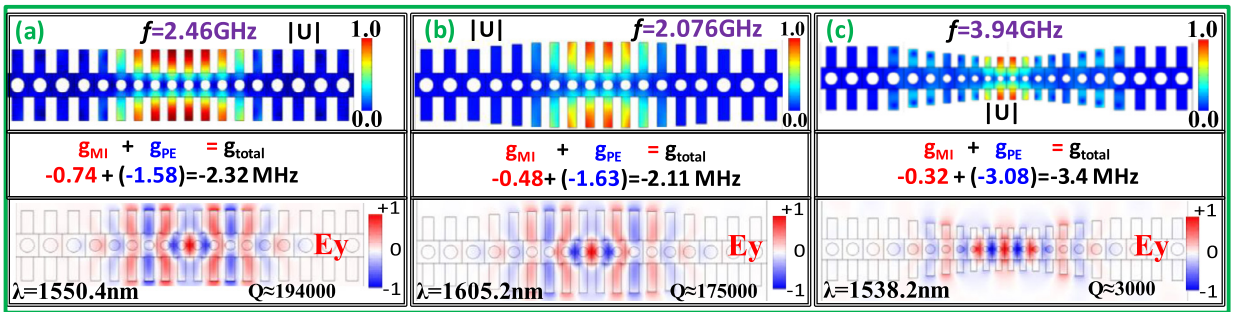 (a) f=2.46GHz |U| 1.0
0.0
gMI + gPE = gtotal
-0.74 + (-1.58)=-2.32 MHz
+1
Ey 0
λ=1550.4nm Q≈194000 -1
(b) |U| f=2.076GHz 1.0
0.0
gMI + gPE = gtotal
-0.48+ (-1.63)=-2.11 MHz
+1
Ey 0
λ=1605.2nm Q≈175000 -1
(c) f=3.94GHz 1.0
|U| 0.0
gMI + gPE = gtotal
-0.32 + (-3.08)=-3.4 MHz
+1
Ey 0
λ=1538.2nm Q≈3000 -1